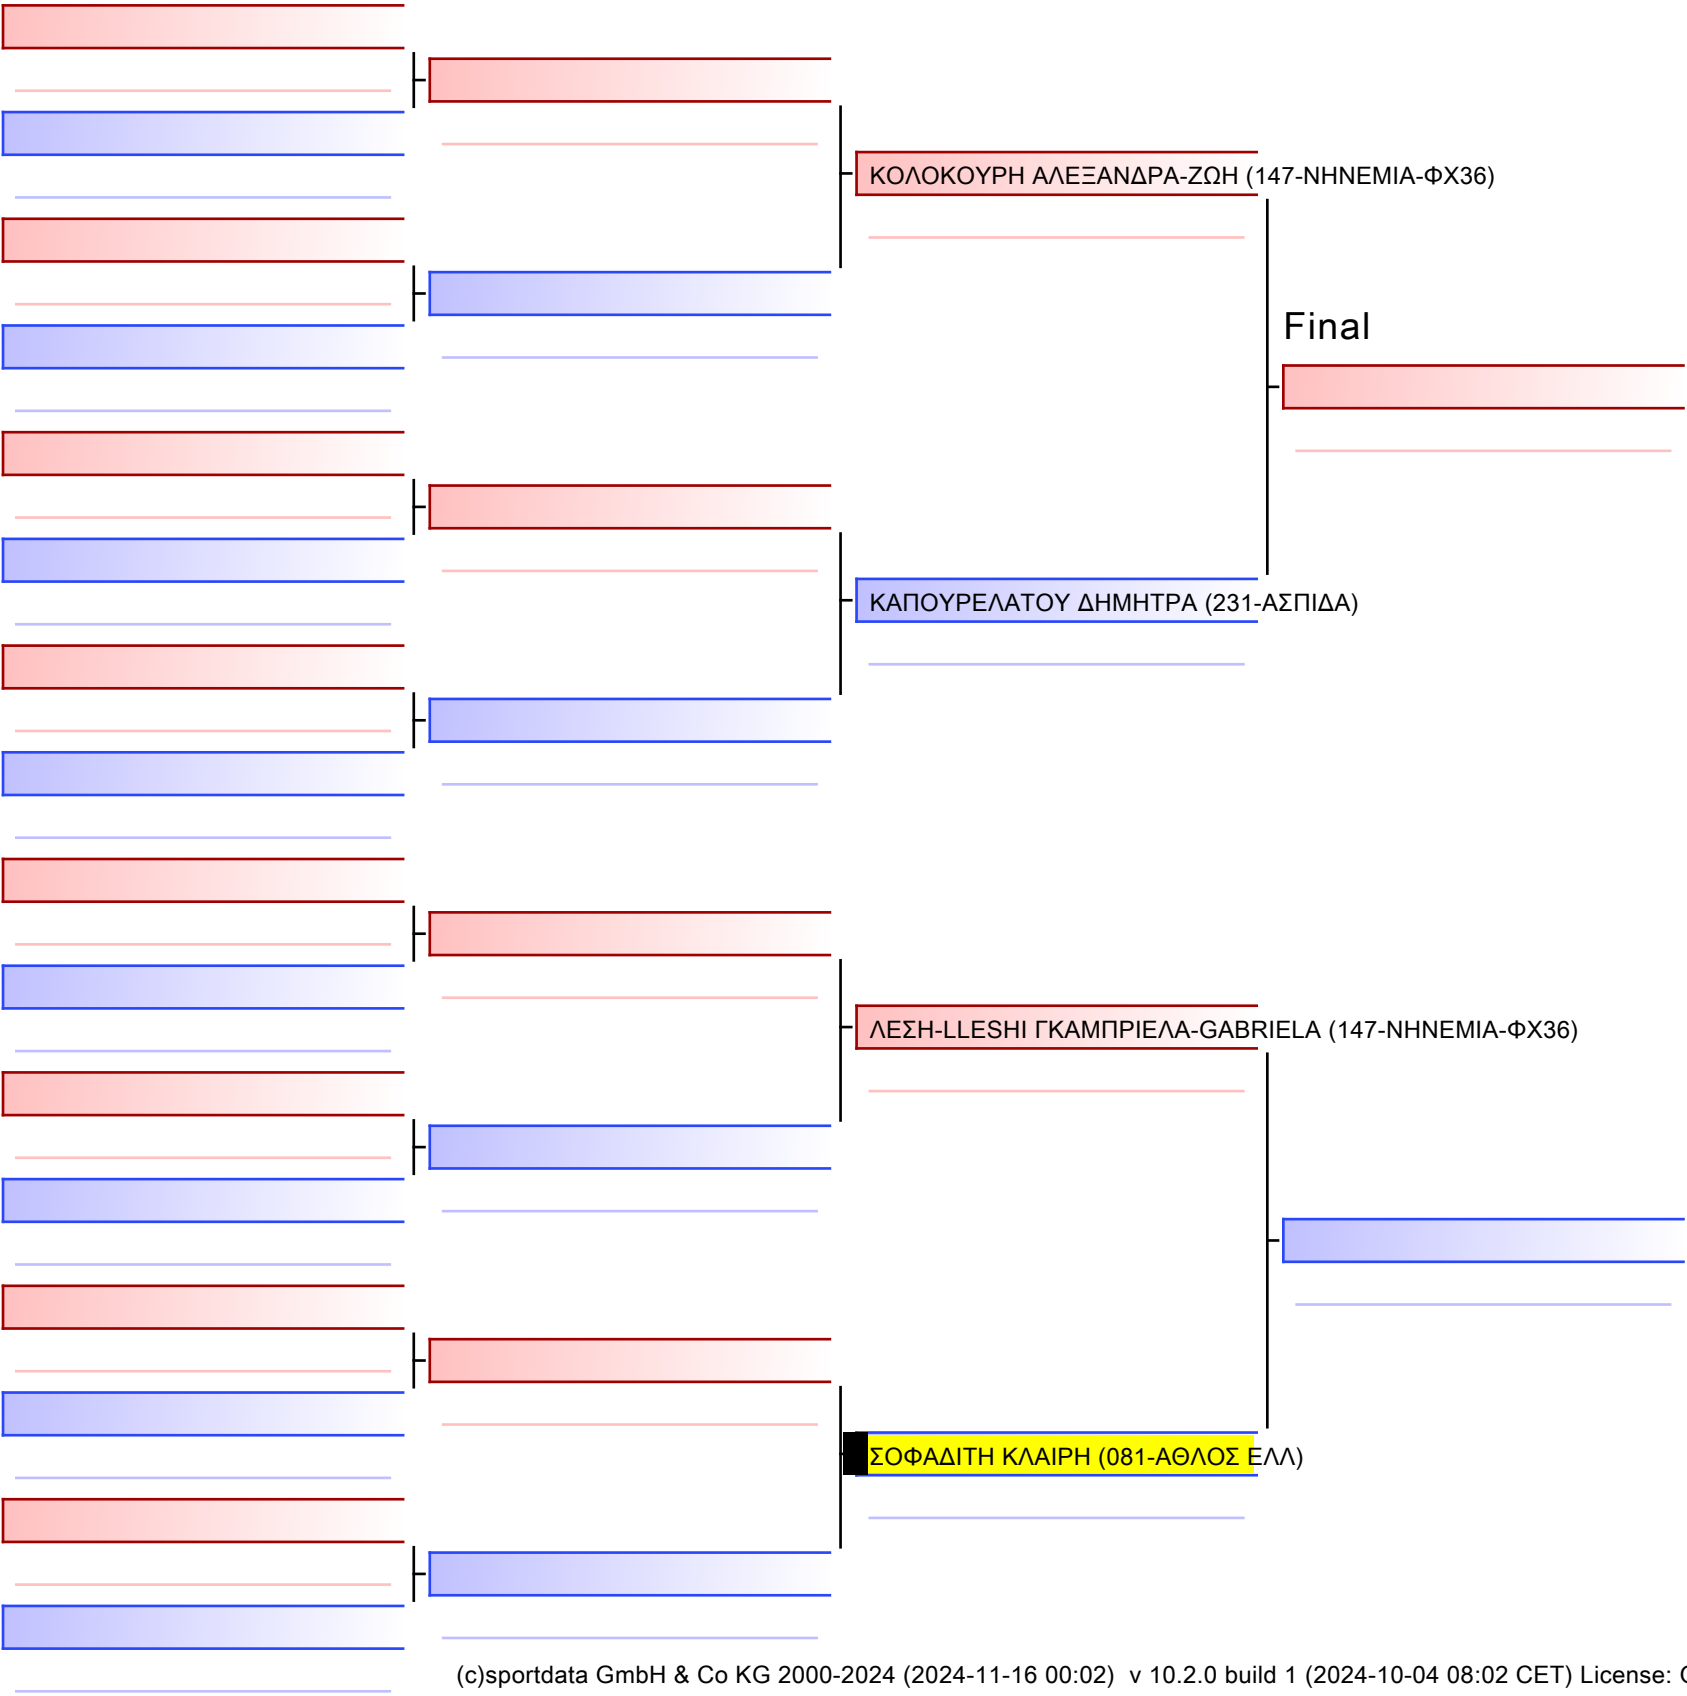 ΚΟΛΟΚΟΥΡΗ ΑΛΕΞΑΝΔΡΑ-ΖΩΗ (147-ΝΗΝΕΜΙΑ-ΦΧ36)
Final
ΚΑΠΟΥΡΕΛΑΤΟΥ ΔΗΜΗΤΡΑ (231-ΑΣΠΙΔΑ)
ΛΕΣΗ-LLESHI ΓΚΑΜΠΡΙΕΛΑ-GABRIELA (147-ΝΗΝΕΜΙΑ-ΦΧ36)
ΣΟΦΑΔΙΤΗ ΚΛΑΙΡΗ (081-ΑΘΛΟΣ ΕΛΛ)
(c)sportdata GmbH & Co KG 2000-2024 (2024-11-16 00:02) v 10.2.0 build 1 (2024-10-04 08:02 CET) License: